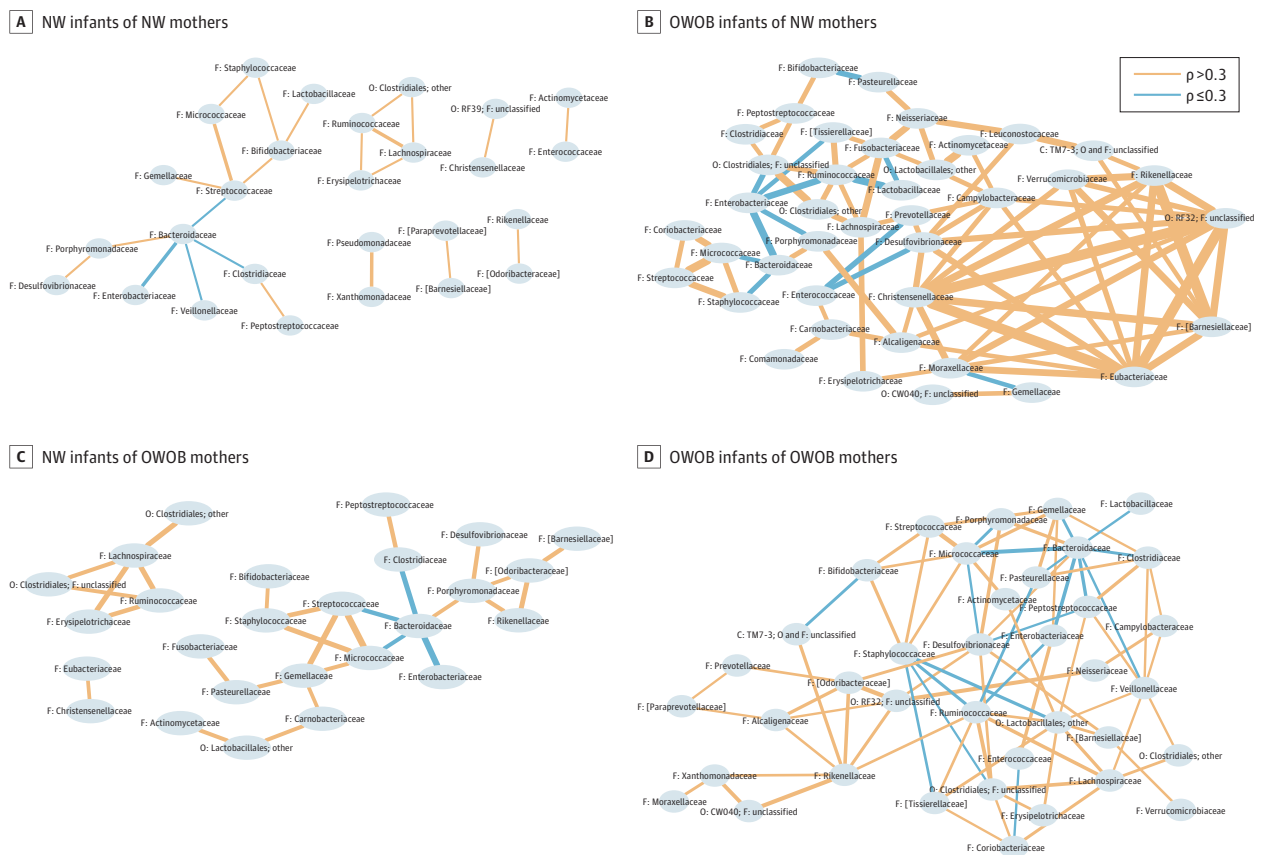 A NW infants of NW mothers
F: Staphylococcaceae
O: Clostridiales; other
F: Lactobacillaceae
F: Actinomycetaceae
O: RF39; F: unclassified
F: Micrococcaceae
F: Ruminococcaceae
F: Bifidobacteriaceae
F: Lachnospiraceae
F: Enterococcaceae
F: Christensenellaceae
F: Gemellaceae
F: Erysipelotrichaceae
F: Streptococcaceae
F: Rikenellaceae
F: [Paraprevotellaceae]
F: Bacteroidaceae
F: Pseudomonadaceae
F: Porphyromonadaceae
F: Clostridiaceae
F: [Odoribacteraceae]
F: Desulfovibrionaceae
F: [Barnesiellaceae]
F: Enterobacteriaceae
F: Xanthomonadaceae
F: Veillonellaceae
F: Peptostreptococcaceae
B OWOB infants of NW mothers
ρ >0.3
ρ ≤0.3
F: Bifidobacteriaceae
F: Pasteurellaceae
F: Peptostreptococcaceae
F: Neisseriaceae
F: Clostridiaceae
F: [Tissierellaceae]
F: Leuconostocaceae
F: Fusobacteriaceae
F: Actinomycetaceae
C: TM7-3; O and F: unclassified
O: Clostridiales; F: unclassified
F: Ruminococcaceae
O: Lactobacillales; other
F: Verrucomicrobiaceae
F: Rikenellaceae
F: Lactobacillaceae
F: Enterobacteriaceae
F: Campylobacteraceae
O: Clostridiales; other
F: Prevotellaceae
O: RF32; F: unclassified
F: Coriobacteriaceae
F: Lachnospiraceae
F: Porphyromonadaceae
F: Desulfovibrionaceae
F: Micrococcaceae
F: Bacteroidaceae
F: Streptococcaceae
F: Staphylococcaceae
F: Enterococcaceae
F: Christensenellaceae
F: Carnobacteriaceae
F: [Barnesiellaceae]
F: Alcaligenaceae
F: Comamonadaceae
F: Moraxellaceae
F: Erysipelotrichaceae
F: Eubacteriaceae
O: CW040; F: unclassified
F: Gemellaceae
C NW infants of OWOB mothers
F: Peptostreptococcaceae
O: Clostridiales; other
F: Desulfovibrionaceae
F: [Barnesiellaceae]
F: Lachnospiraceae
F: Clostridiaceae
F: [Odoribacteraceae]
F: Bifidobacteriaceae
O: Clostridiales; F: unclassified
F: Porphyromonadaceae
F: Ruminococcaceae
F: Streptococcaceae
F: Erysipelotrichaceae
F: Staphylococcaceae
F: Rikenellaceae
F: Bacteroidaceae
F: Fusobacteriaceae
F: Micrococcaceae
F: Eubacteriaceae
F: Gemellaceae
F: Enterobacteriaceae
F: Pasteurellaceae
F: Christensenellaceae
F: Actinomycetaceae
F: Carnobacteriaceae
O: Lactobacillales; other
D OWOB infants of OWOB mothers
F: Lactobacillaceae
F: Gemellaceae
F: Porphyromonadaceae
F: Streptococcaceae
F: Bacteroidaceae
F: Micrococcaceae
F: Clostridiaceae
F: Bifidobacteriaceae
F: Pasteurellaceae
F: Actinomycetaceae
F: Peptostreptococcaceae
F: Campylobacteraceae
C: TM7-3; O and F: unclassified
F: Enterobacteriaceae
F: Desulfovibrionaceae
F: Staphylococcaceae
F: Prevotellaceae
F: Neisseriaceae
F: [Odoribacteraceae]
F: Veillonellaceae
O: RF32; F: unclassified
F: [Paraprevotellaceae]
F: Ruminococcaceae
F: Alcaligenaceae
O: Lactobacillales; other
F: [Barnesiellaceae]
O: Clostridiales; other
F: Enterococcaceae
F: Xanthomonadaceae
F: Rikenellaceae
F: Lachnospiraceae
O: Clostridiales; F: unclassified
F: Moraxellaceae
F: [Tissierellaceae]
O: CW040; F: unclassified
F: Verrucomicrobiaceae
F: Erysipelotrichaceae
F: Coriobacteriaceae